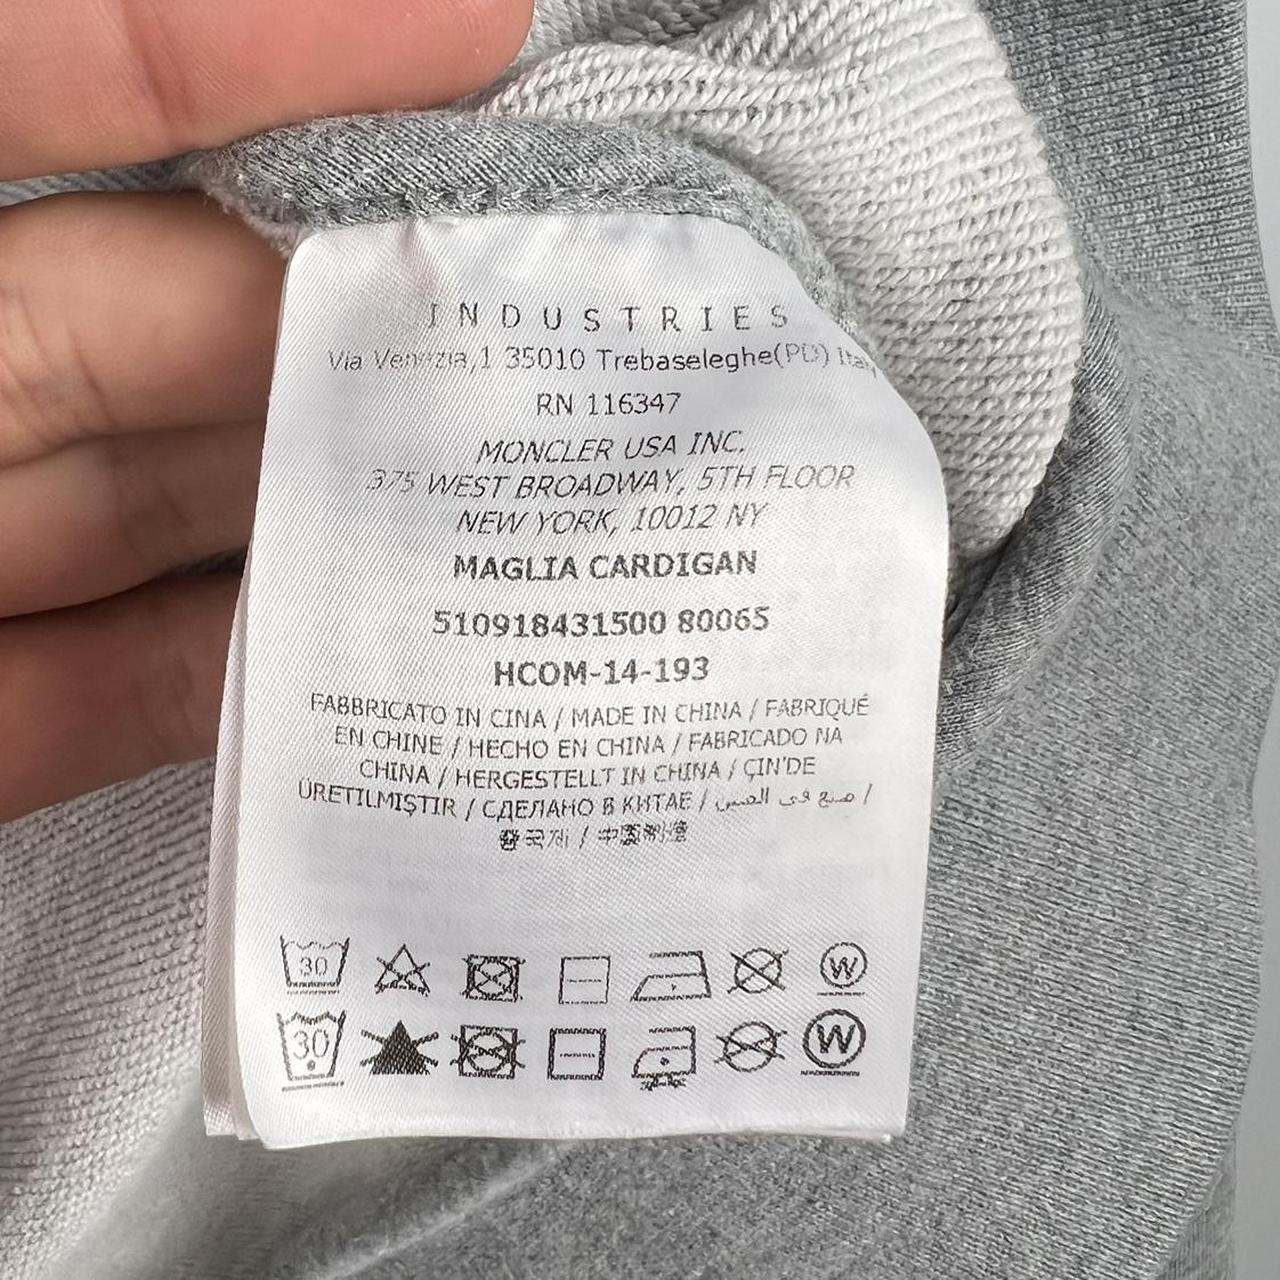 INDUSTRIES
Via Venezia,1 35010 Trebaseleghe(PD) Italy
RN 116347
MONCLER USA INC.
375 WEST BROADWAY, 5TH FLOOR
NEW YORK, 10012 NY
MAGLIA CARDIGAN
510918431500 80065
HCOM-14-193
FABBRICATO IN CINA / MADE IN CHINA / FABRIQUÉ
EN CHINE / HECHO EN CHINA / FABRICADO NA
CHINA / HERGESTELLT IN CHINA / ÇIN'DE
ÜRETILMIŞTIR / СДЕЛАНО В КИТАЕ / صنع في الصين /
중국제 / 中國制造
30 W
30 W